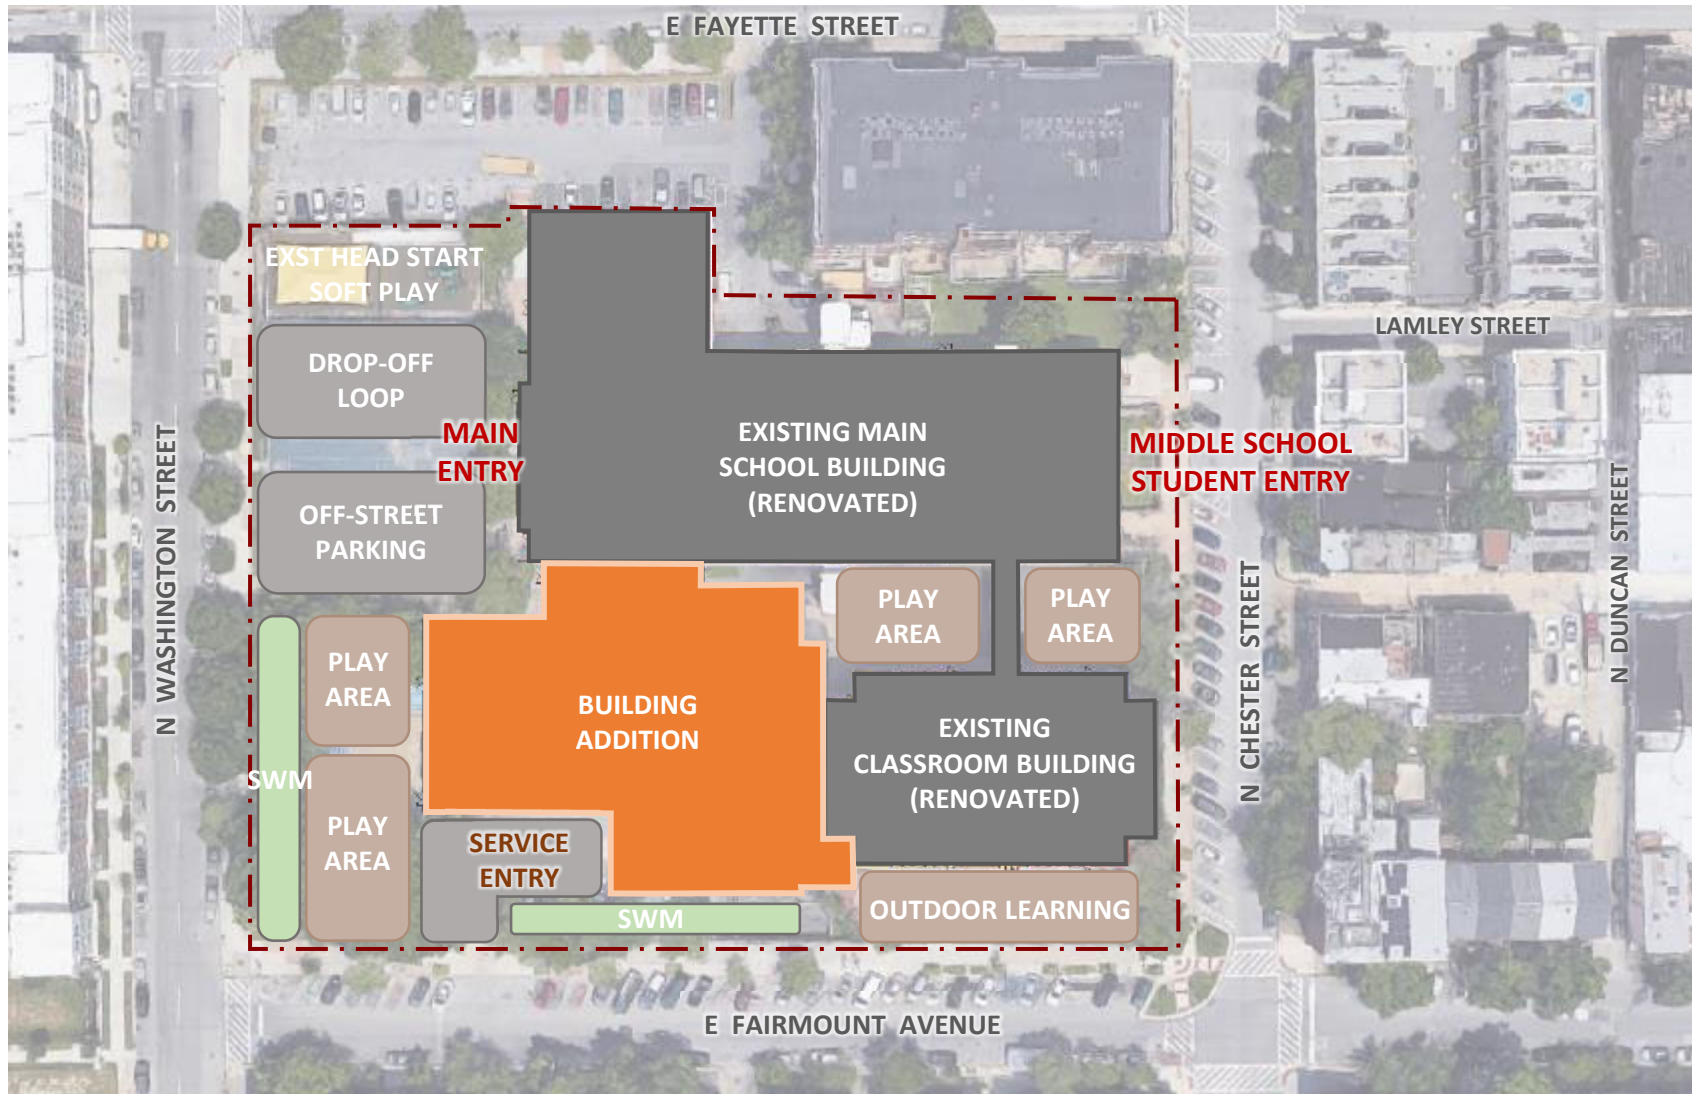 E FAYETTE STREET
EXST HEAD START
SOFT PLAY
LAMLEY STREET
DROP-OFF
LOOP
MAIN
ENTRY
EXISTING MAIN
SCHOOL BUILDING
(RENOVATED)
MIDDLE SCHOOL
STUDENT ENTRY
OFF-STREET
PARKING
N WASHINGTON STREET
N CHESTER STREET
N DUNCAN STREET
PLAY
AREA
PLAY
AREA
PLAY
AREA
BUILDING
ADDITION
EXISTING
CLASSROOM BUILDING
(RENOVATED)
SWM
PLAY
AREA
SERVICE
ENTRY
SWM
OUTDOOR LEARNING
E FAIRMOUNT AVENUE